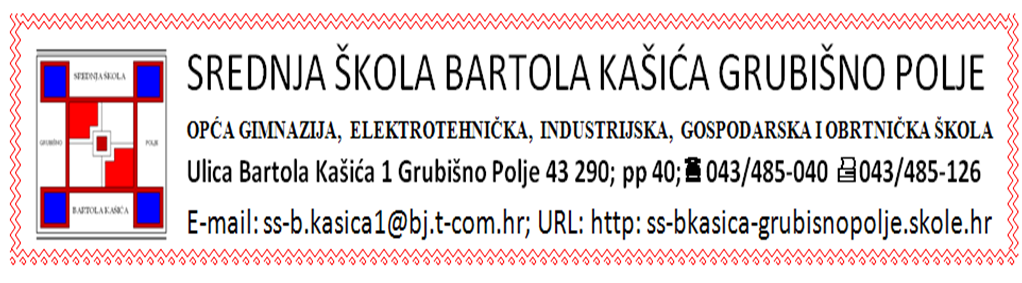 SREDNJA ŠKOLA
GRUBIŠNO
POLJE
BARTOLA KAŠIĆA
SREDNJA ŠKOLA BARTOLA KAŠIĆA GRUBIŠNO POLJE
OPĆA GIMNAZIJA, ELEKTROTEHNIČKA, INDUSTRIJSKA, GOSPODARSKA I OBRTNIČKA ŠKOLA
Ulica Bartola Kašića 1 Grubišno Polje 43 290; pp 40;☎043/485-040 🖷043/485-126
E-mail: ss-b.kasica1@bj.t-com.hr; URL: http: ss-bkasica-grubisnopolje.skole.hr